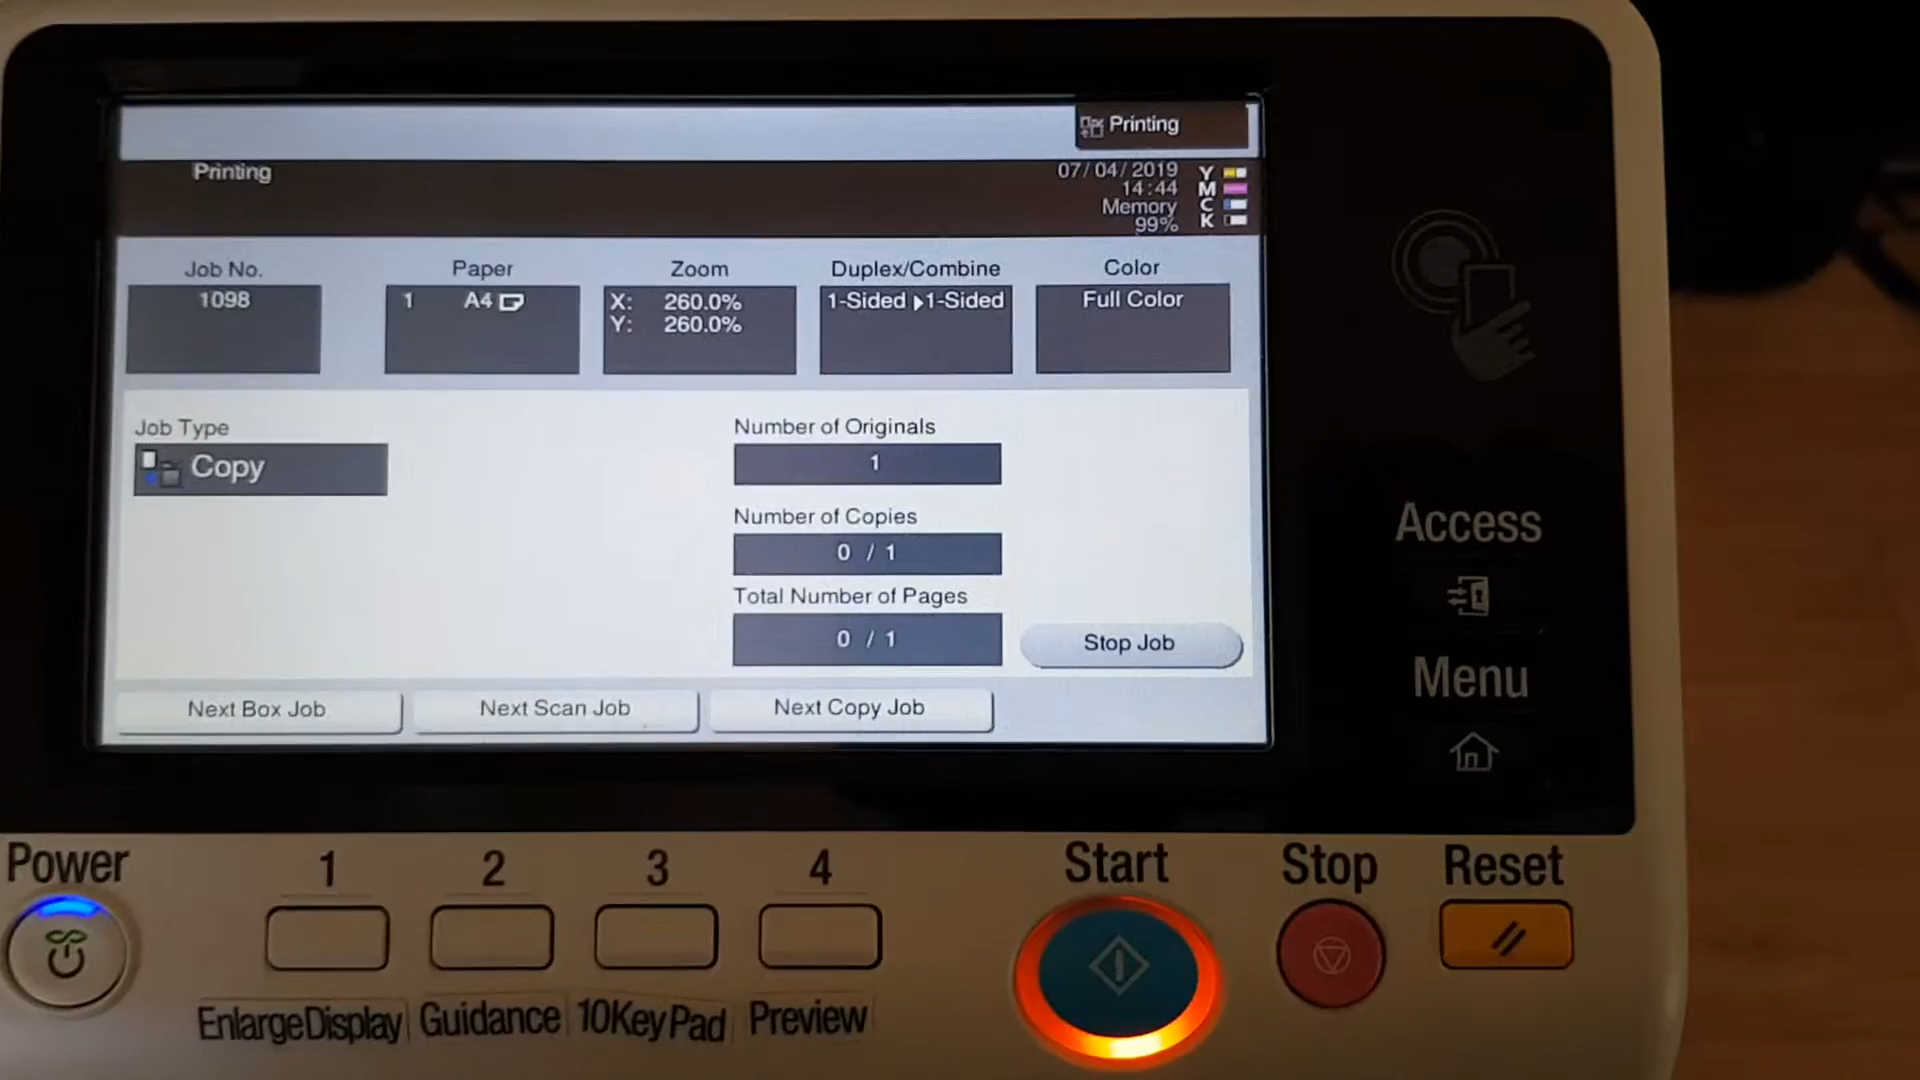 Printing
Printing
07/04/2019
14:44
Memory
99%
Y
M
C
K
Job No.
1098
Paper
1 A4
Zoom
X: 260.0%
Y: 260.0%
Duplex/Combine
1-Sided ▸1-Sided
Color
Full Color
Job Type
Copy
Number of Originals
1
Number of Copies
0 / 1
Total Number of Pages
0 / 1
Stop Job
Next Box Job
Next Scan Job
Next Copy Job
Access
Menu
Power
1
2
3
4
Start
Stop
Reset
EnlargeDisplay
Guidance
10KeyPad
Preview